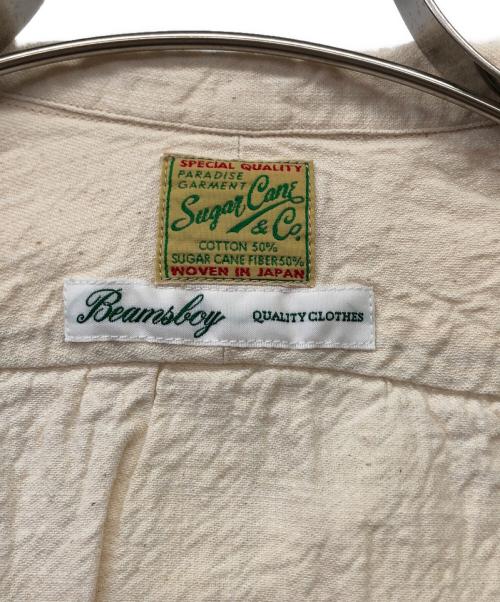 SPECIAL QUALITY
PARADISE
GARMENT
Sugar Cane
& Co.
COTTON 50%
SUGAR CANE FIBER 50%
WOVEN IN JAPAN
Beamsboy QUALITY CLOTHES